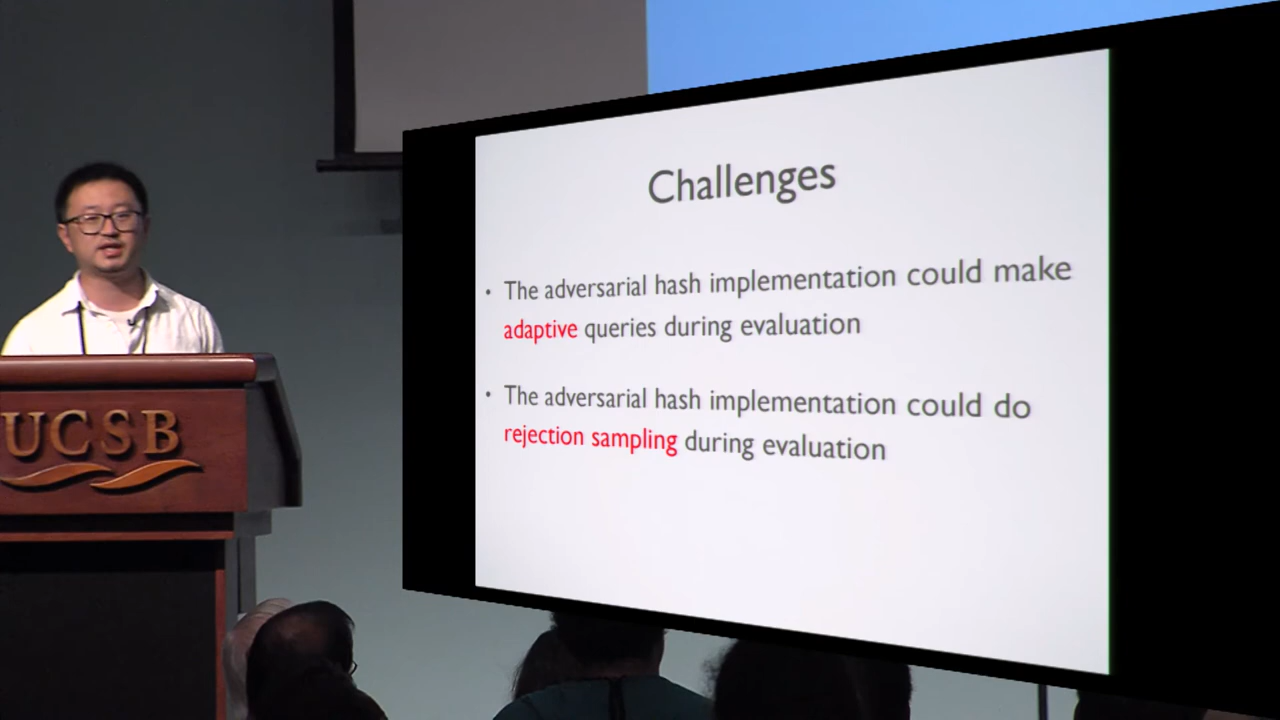 Challenges
• The adversarial hash implementation could make
adaptive queries during evaluation
• The adversarial hash implementation could do
rejection sampling during evaluation
UCSB